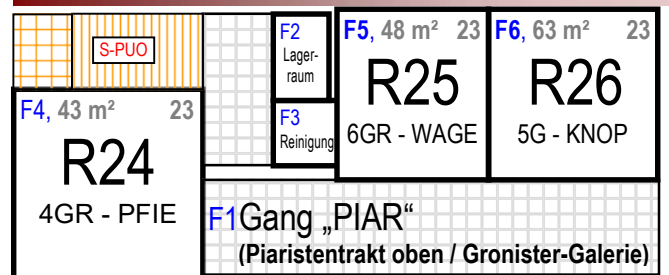 S-PUO
F2
Lager-
raum
F3
Reinigung
F5, 48 m² 23
R25
6GR - WAGE
F6, 63 m² 23
R26
5G - KNOP
F4, 43 m² 23
R24
4GR - PFIE
F1Gang „PIAR“
(Piaristentrakt oben / Gronister-Galerie)